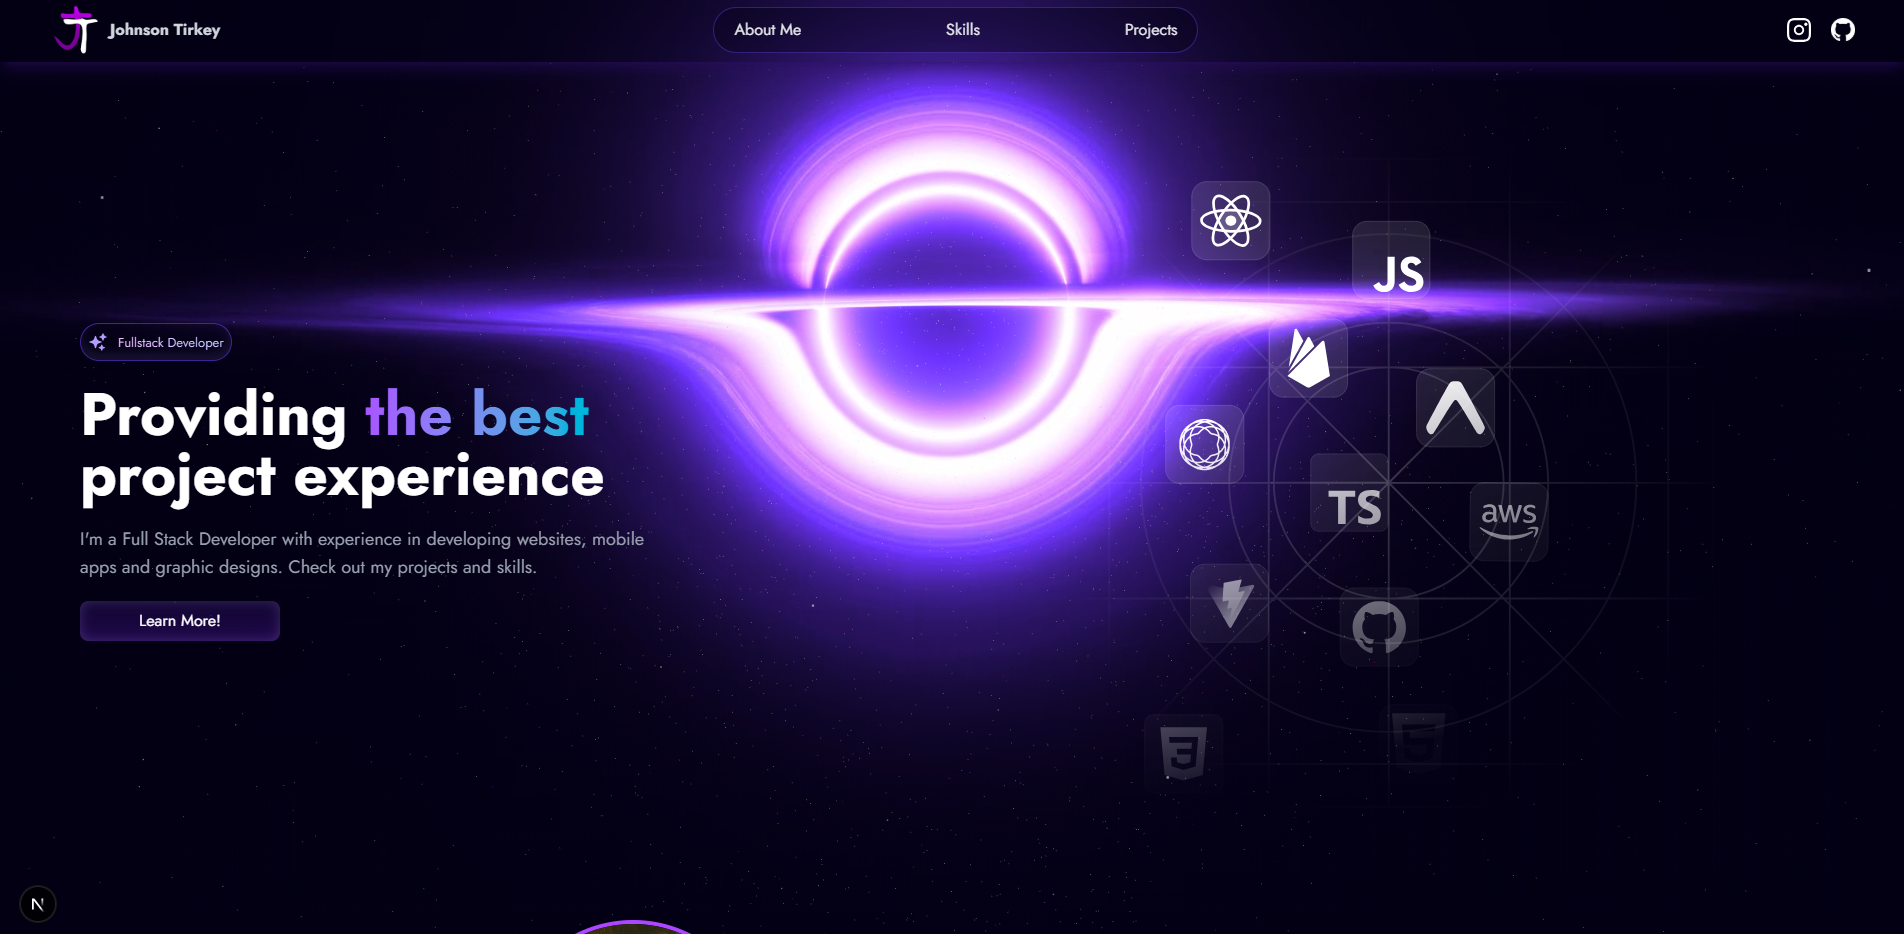 JT Johnson Tirkey
About Me
Skills
Projects
Fullstack Developer
Providing the best
project experience
I'm a Full Stack Developer with experience in developing websites, mobile
apps and graphic designs. Check out my projects and skills.
Learn More!
JS
TS
aws
3
5
N